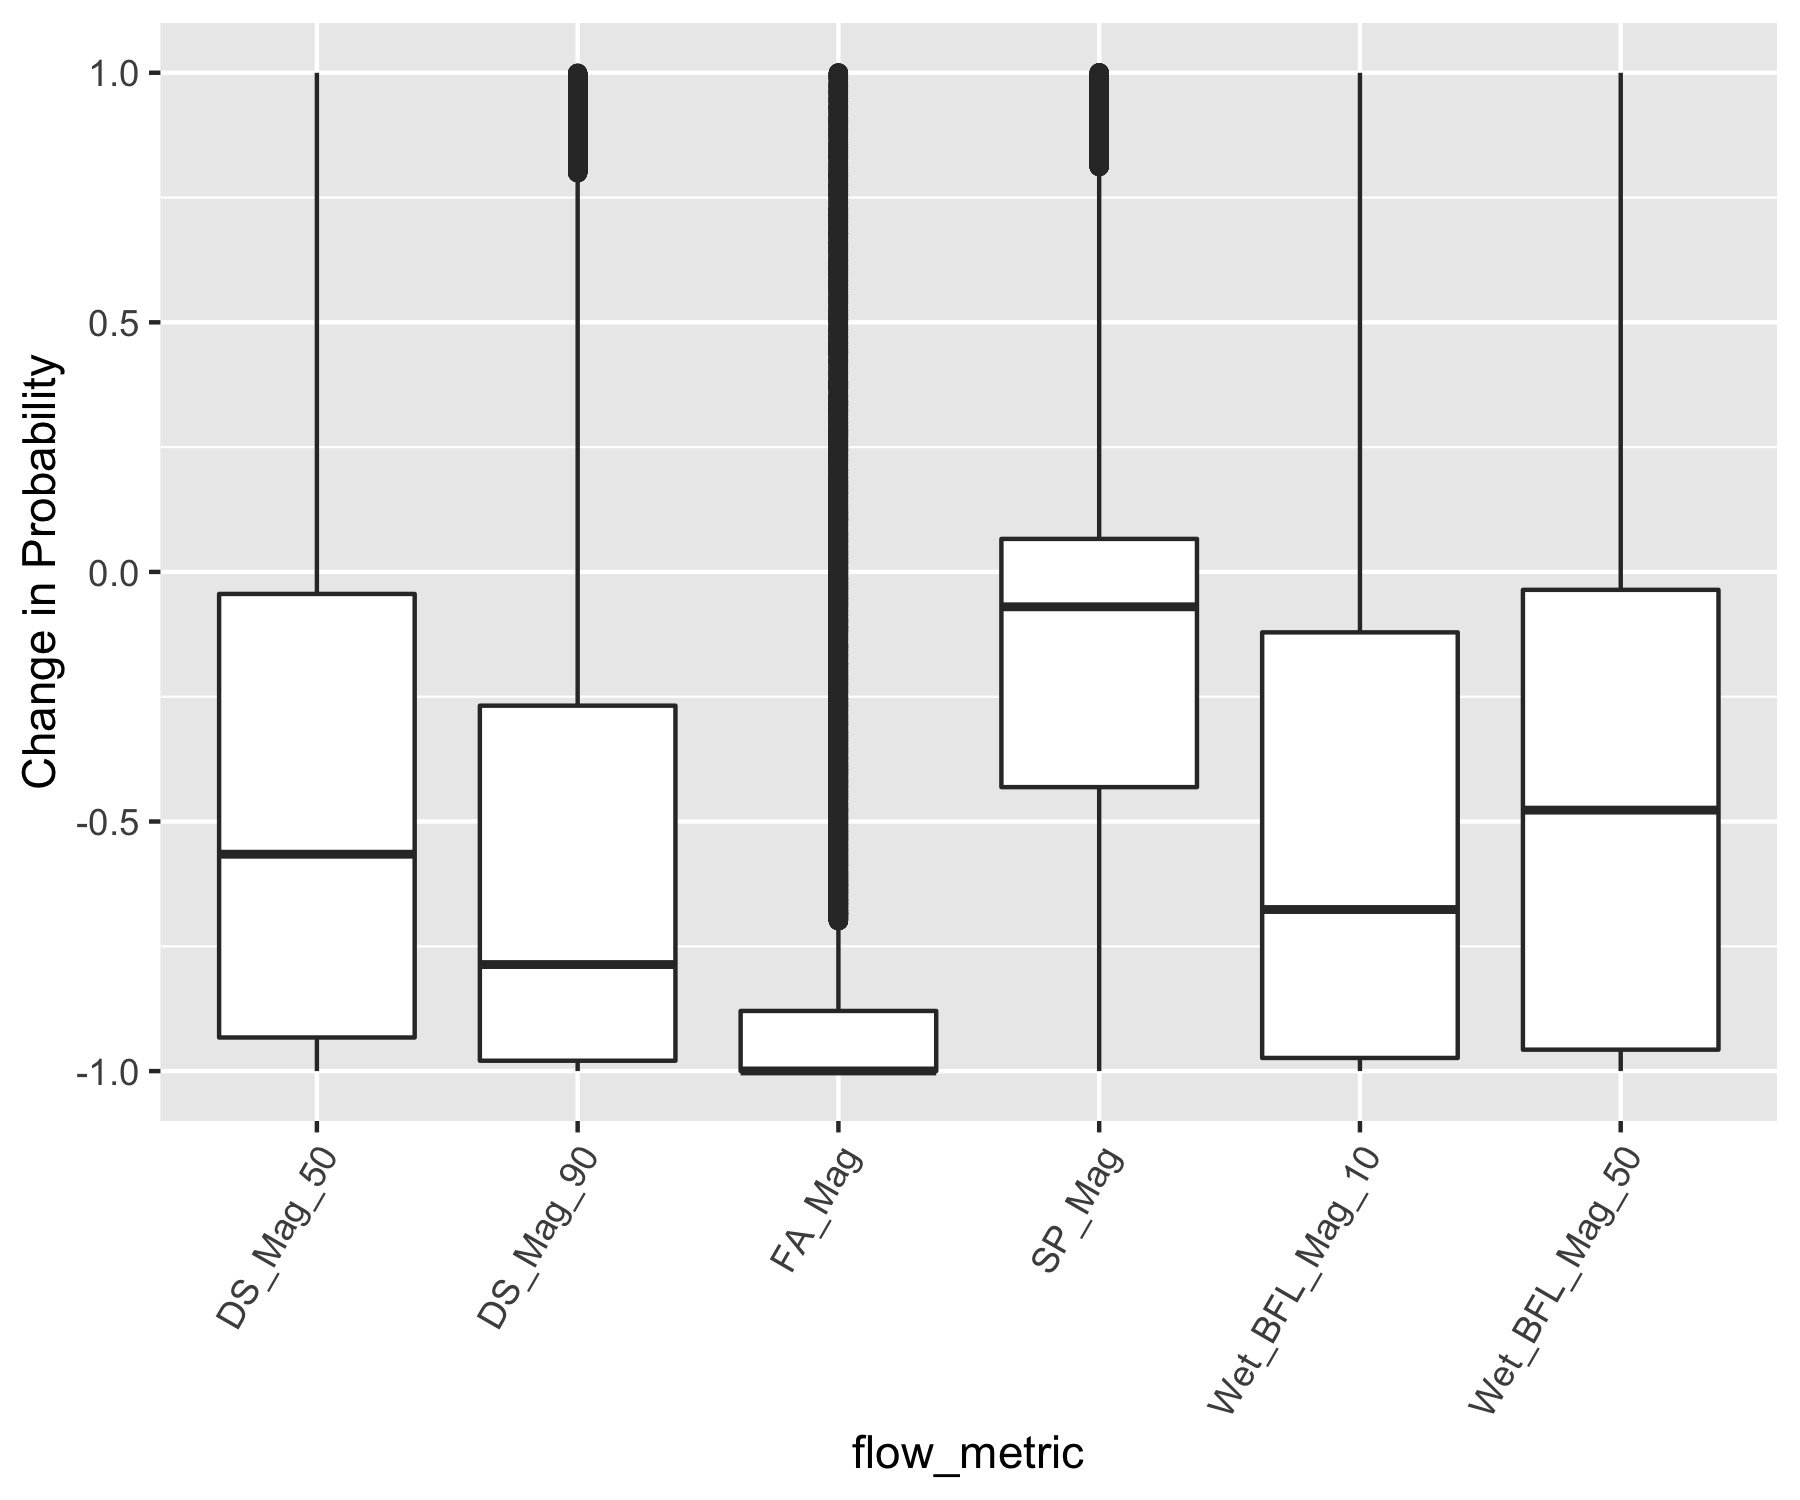 Change in Probability
1.0
0.5
0.0
-0.5
-1.0
DS_Mag_50
DS_Mag_90
FA_Mag
SP_Mag
Wet_BFL_Mag_10
Wet_BFL_Mag_50
flow_metric